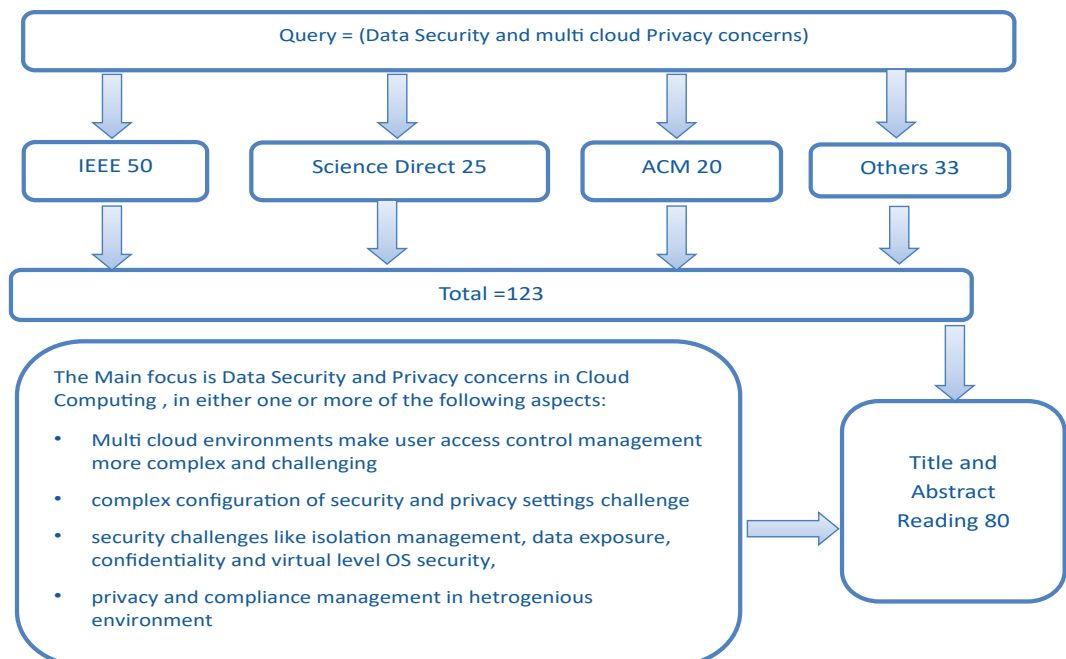 Query = (Data Security and multi cloud Privacy concerns)
IEEE 50
Science Direct 25
ACM 20
Others 33
Total =123
The Main focus is Data Security and Privacy concerns in Cloud
Computing , in either one or more of the following aspects:
• Multi cloud environments make user access control management
more complex and challenging
• complex configuration of security and privacy settings challenge
• security challenges like isolation management, data exposure,
confidentiality and virtual level OS security,
• privacy and compliance management in hetrogenious
environment
Title and
Abstract
Reading 80